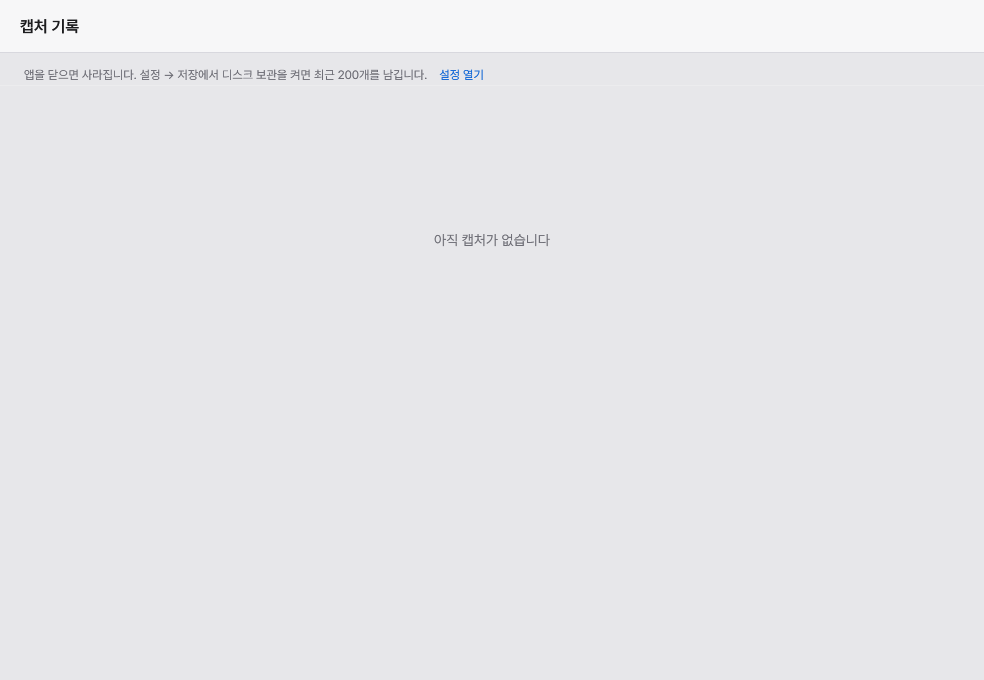 캡처 기록
앱을 닫으면 사라집니다. 설정 → 저장에서 디스크 보관을 켜면 최근 200개를 남깁니다. 설정 열기
아직 캡처가 없습니다